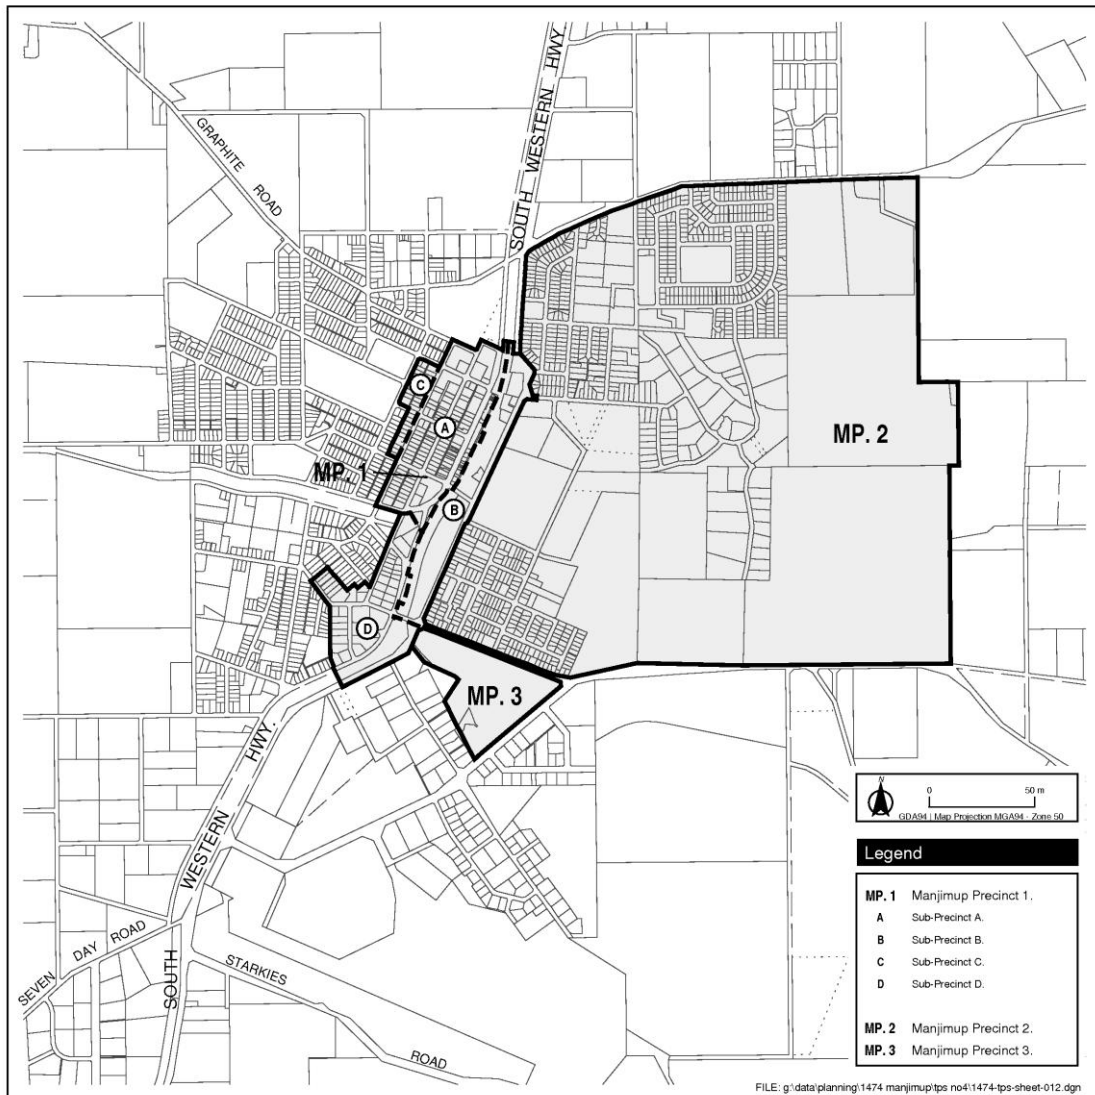 SOUTH WESTERN HWY
GRAPHITE ROAD
MP. 2
C
A
MP. 1
B
D
MP. 3
SOUTH WESTERN HWY.
SEVEN DAY ROAD
STARKIES ROAD
N
0 50 m
GDA94 | Map Projection MGA94 - Zone 50
Legend
MP. 1 Manjimup Precinct 1.
A Sub-Precinct A.
B Sub-Precinct B.
C Sub-Precinct C.
D Sub-Precinct D.
MP. 2 Manjimup Precinct 2.
MP. 3 Manjimup Precinct 3.
FILE: g:\data\planning\1474 manjimup\tps no4\1474-tps-sheet-012.dgn